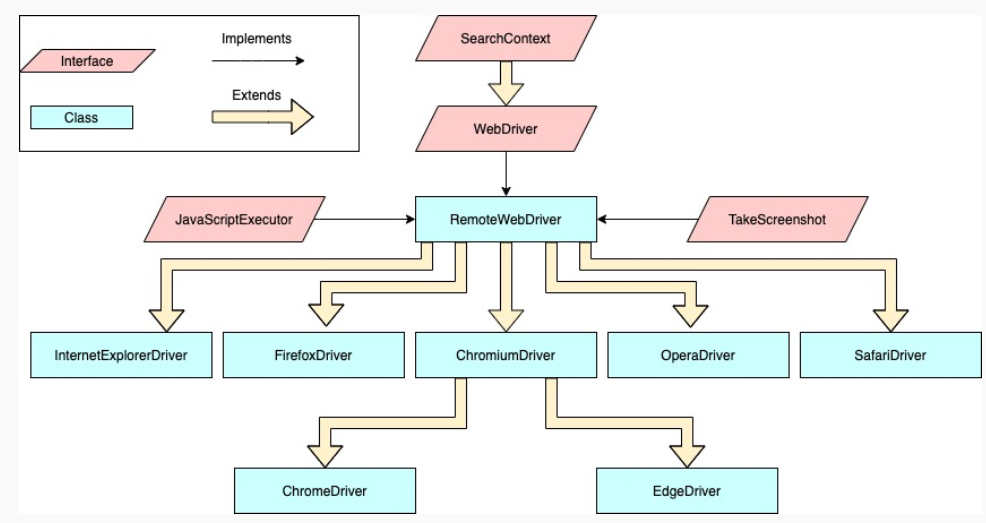 Implements
Interface
Extends
Class
SearchContext
WebDriver
JavaScriptExecutor
RemoteWebDriver
TakeScreenshot
InternetExplorerDriver
FirefoxDriver
ChromiumDriver
OperaDriver
SafariDriver
ChromeDriver
EdgeDriver